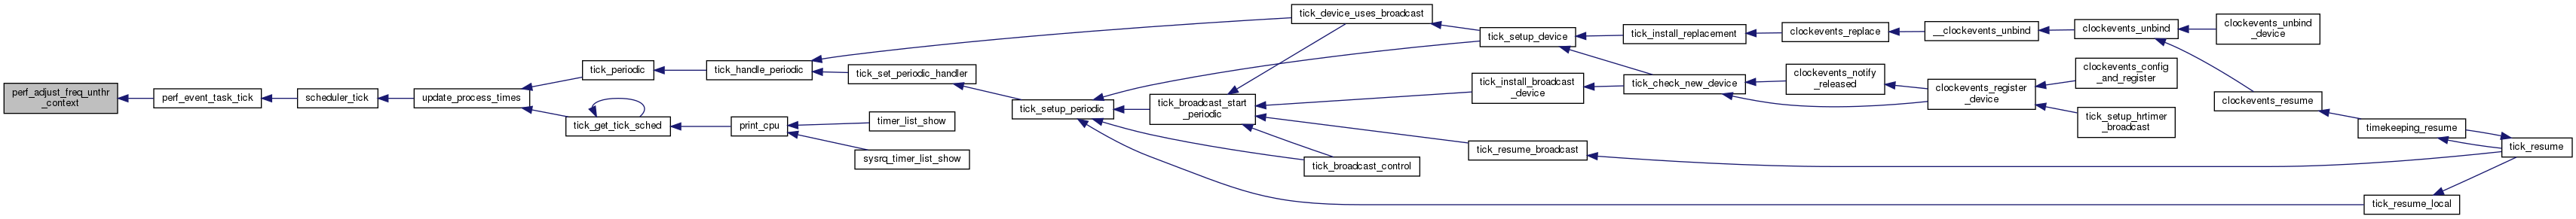 perf_adjust_freq_unthr
_context
perf_event_task_tick
scheduler_tick
update_process_times
tick_periodic
tick_get_tick_sched
tick_handle_periodic
print_cpu
tick_set_periodic_handler
timer_list_show
sysrq_timer_list_show
tick_setup_periodic
tick_device_uses_broadcast
tick_broadcast_start
_periodic
tick_broadcast_control
tick_setup_device
tick_install_broadcast
_device
tick_resume_broadcast
tick_install_replacement
tick_check_new_device
clockevents_replace
clockevents_notify
_released
__clockevents_unbind
clockevents_register
_device
clockevents_unbind
clockevents_config
_and_register
tick_setup_hrtimer
_broadcast
clockevents_unbind
_device
clockevents_resume
timekeeping_resume
tick_resume_local
tick_resume